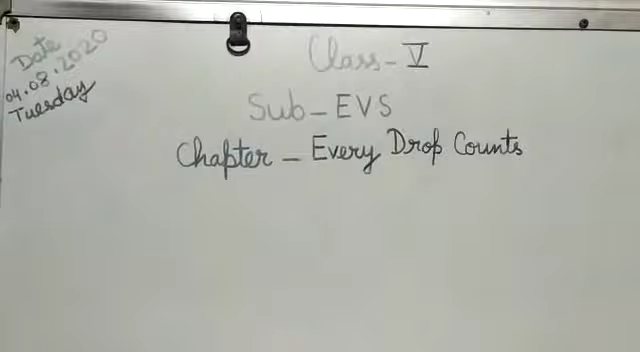 Date
04.08.2020
Tuesday
Class - V
Sub - EVS
Chapter - Every Drop Counts